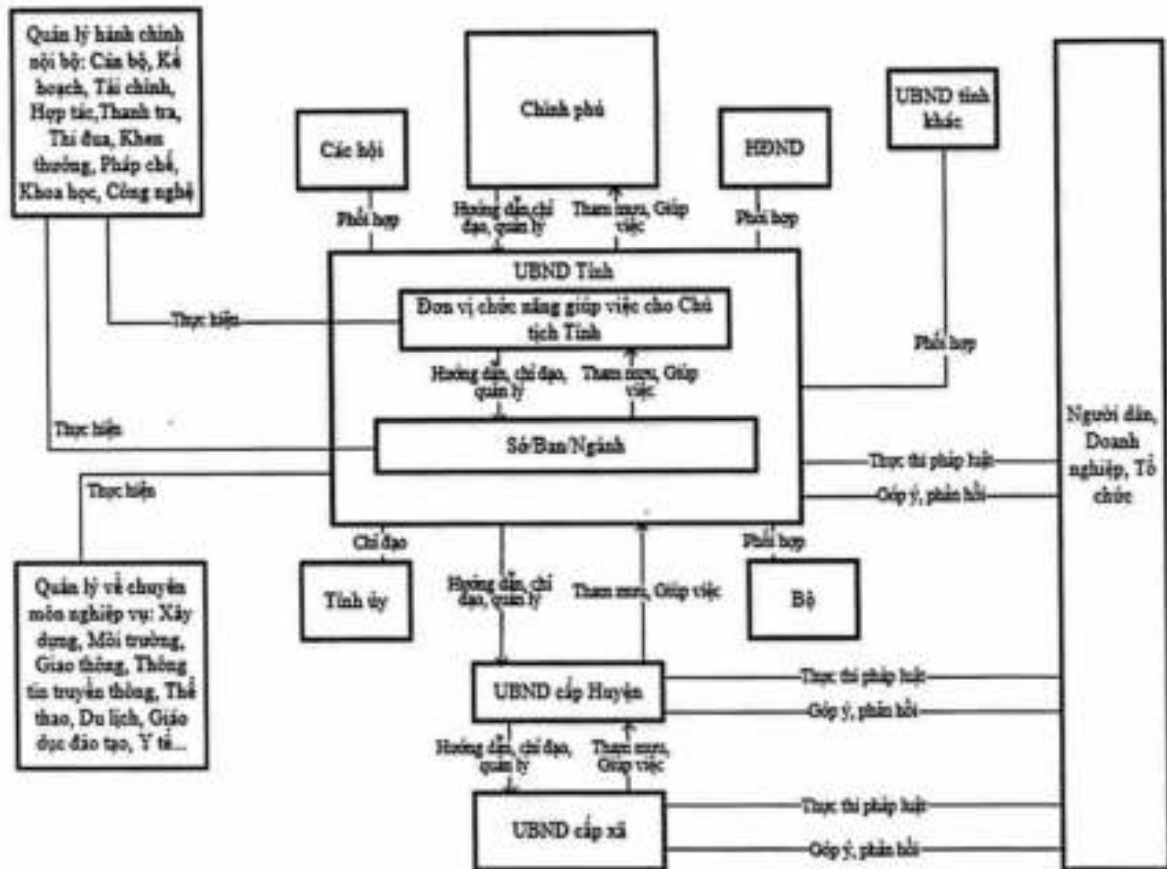 Quản lý hành chính
nội bộ: Cán bộ, Kế
hoạch, Tài chính,
Hợp tác,Thanh tra,
Thi đua, Khen
thưởng, Pháp chế,
Khoa học, Công nghệ
Các hội
Chính phủ
HĐND
UBND tỉnh
khác
Phối hợp
Hướng dẫn,chỉ
đạo, quản lý
Tham mưu, Giúp
việc
Phối hợp
UBND Tỉnh
Đơn vị chức năng giúp việc cho Chủ
tịch Tỉnh
Thực hiện
Phối hợp
Hướng dẫn, chỉ đạo,
quản lý
Tham mưu, Giúp
việc
Thực hiện
Sở/Ban/Ngành
Người dân,
Doanh
nghiệp, Tổ
chức
Thực thi pháp luật
Thực hiện
Góp ý, phản hồi
Chỉ đạo
Phối hợp
Quản lý về chuyên
môn nghiệp vụ: Xây
dựng, Môi trường,
Giao thông, Thông
tin truyền thông, Thể
thao, Du lịch, Giáo
dục đào tạo, Y tế...
Tỉnh ủy
Hướng dẫn, chỉ
đạo, quản lý
Tham mưu, Giúp việc
Bộ
UBND cấp Huyện
Thực thi pháp luật
Góp ý, phản hồi
Hướng dẫn, chỉ đạo,
quản lý
Tham mưu,
Giúp việc
UBND cấp xã
Thực thi pháp luật
Góp ý, phản hồi